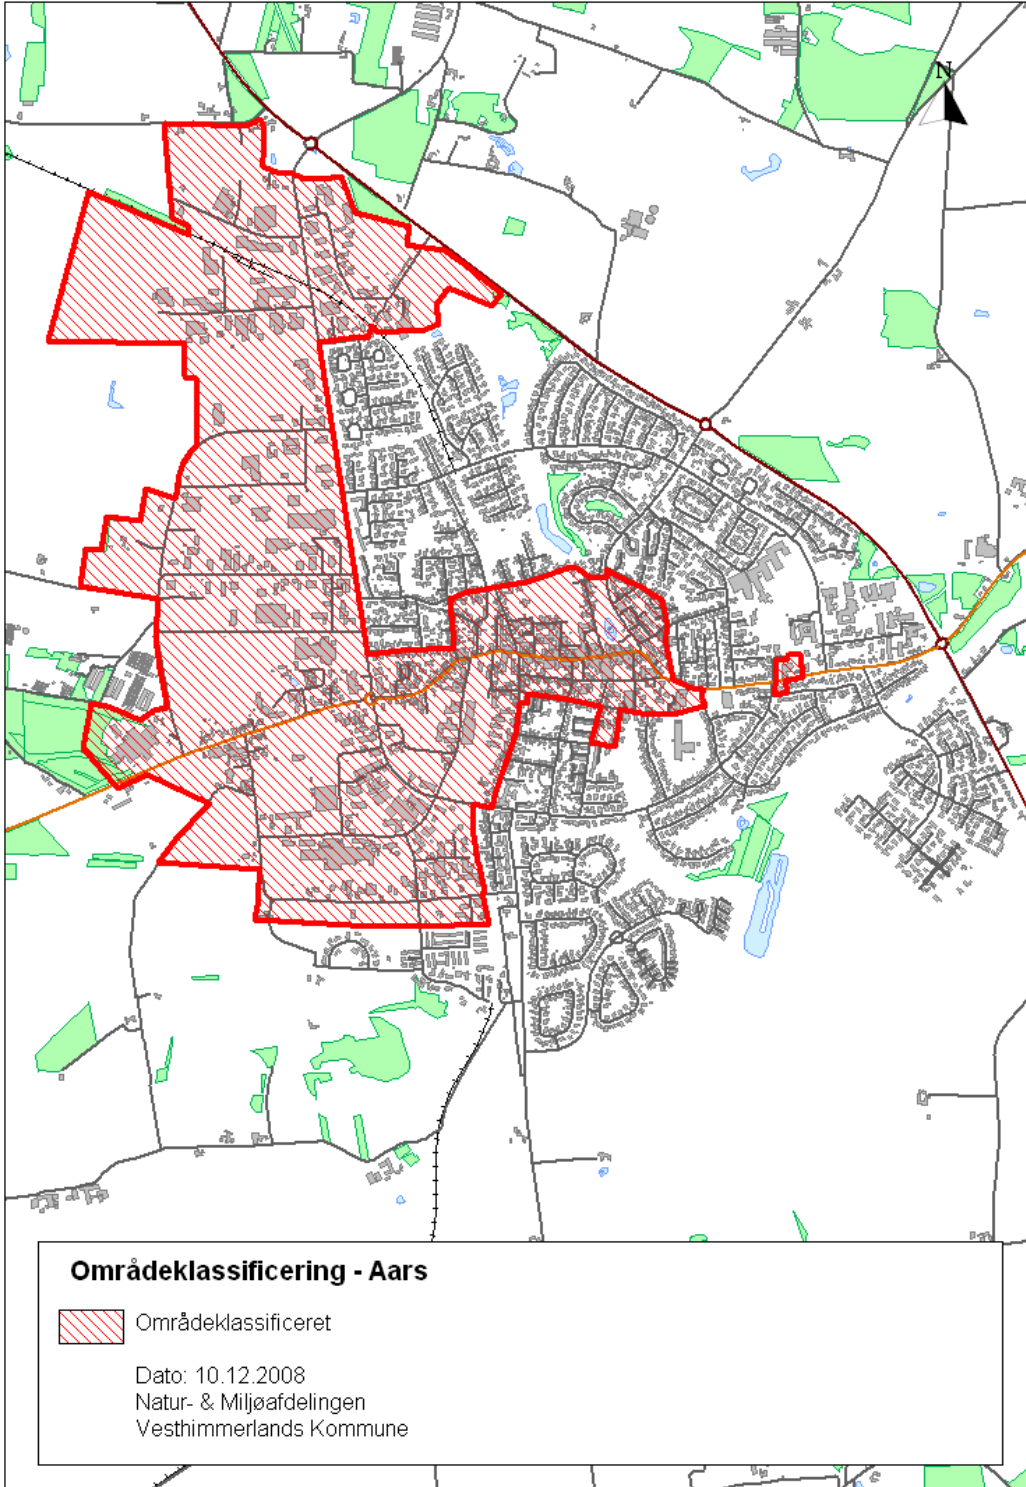 N
Områdeklassificering - Aars
Områdeklassificeret
Dato: 10.12.2008
Natur- & Miljøafdelingen
Vesthimmerlands Kommune